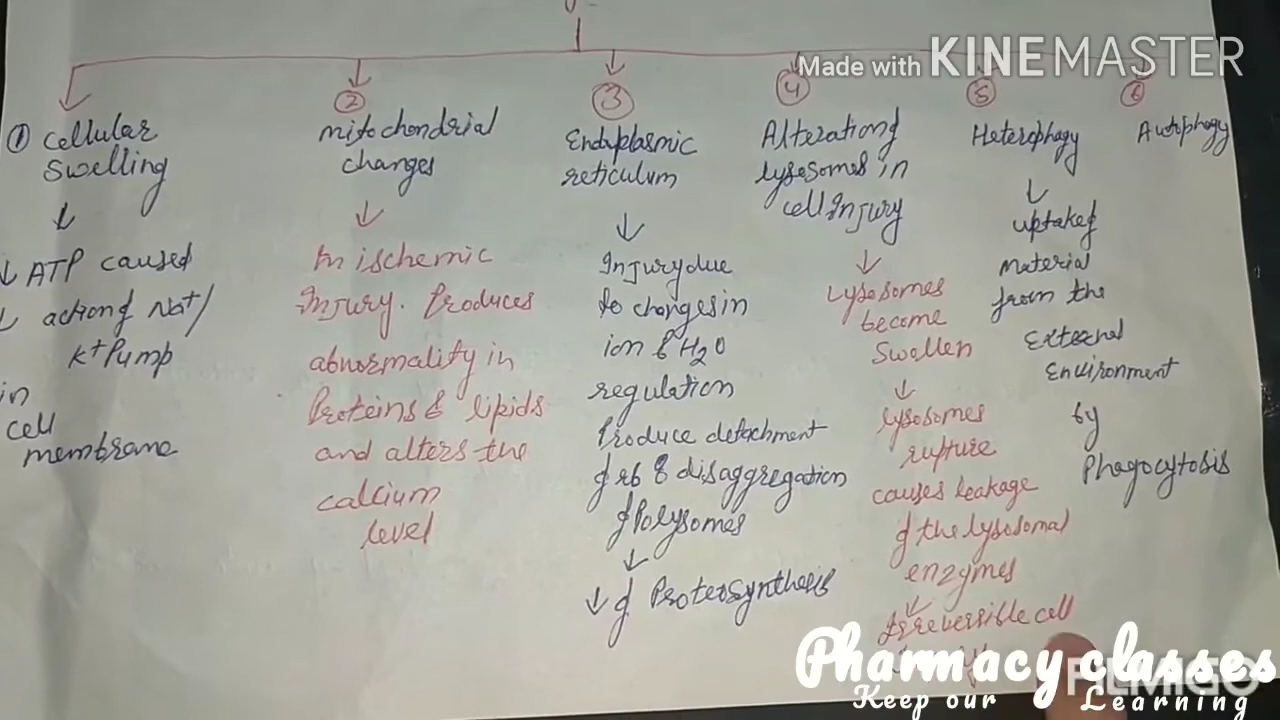 Made with KINEMASTER
① cellular
swelling
↓
↓ ATP caused
↓ action of Na+/
K+ Pump
in
cell
membrane
②
mitochondrial
changes
↓
In ischemic
Injury. Produces
abnormality in
Proteins & lipids
and alters the
calcium
level
③
Endoplasmic
reticulum
↓
Injury due
to changes in
ion & H2O
regulation
Produce detachment
of rb & disaggregation
of Polysomes
↓
↓ of
④
Alteration of
lysosomes in
cell Injury
↓
Lysosomes
become
Swollen
↓
lysosomes
rupture
causes leakage
of the lysosomal
enzymes
↓
Irreversible cell
⑤
Heterophagy
↓
uptake of
Material
from the
External
Environment
by
Phagocytosis
⑥
Autophagy
Pharmacy classes
Keep our Learning
FILMIGO